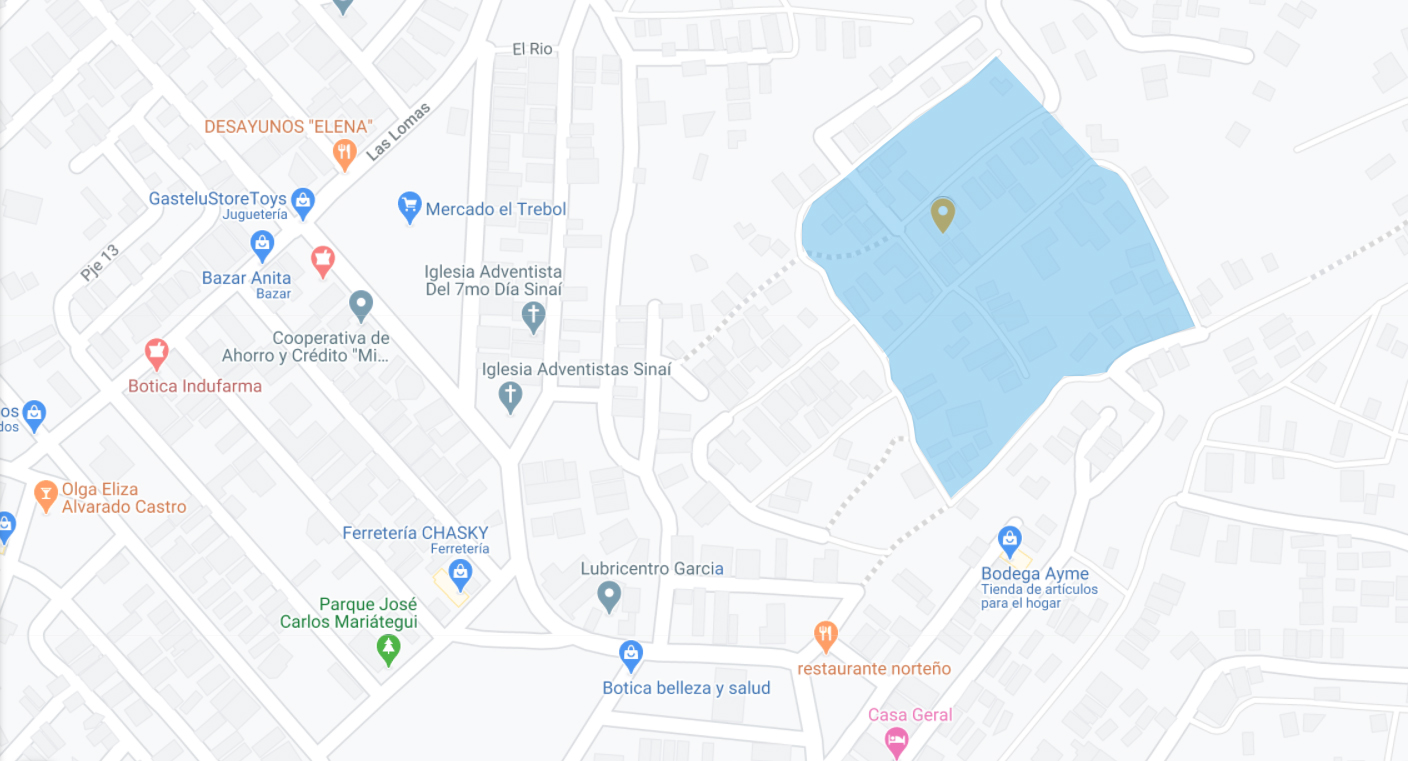 El Rio
Las Lomas
DESAYUNOS "ELENA"
GasteluStoreToys
Juguetería
Mercado el Trebol
Pje 13
Bazar Anita
Bazar
Iglesia Adventista
Del 7mo Día Sinaí
Cooperativa de
Ahorro y Crédito "Mi...
Iglesia Adventistas Sinaí
Botica Indufarma
os
dos
Olga Eliza
Alvarado Castro
Ferretería CHASKY
Ferretería
Lubricentro Garcia
Bodega Ayme
Tienda de artículos
para el hogar
Parque José
Carlos Mariátegui
restaurante norteño
Botica belleza y salud
Casa Geral